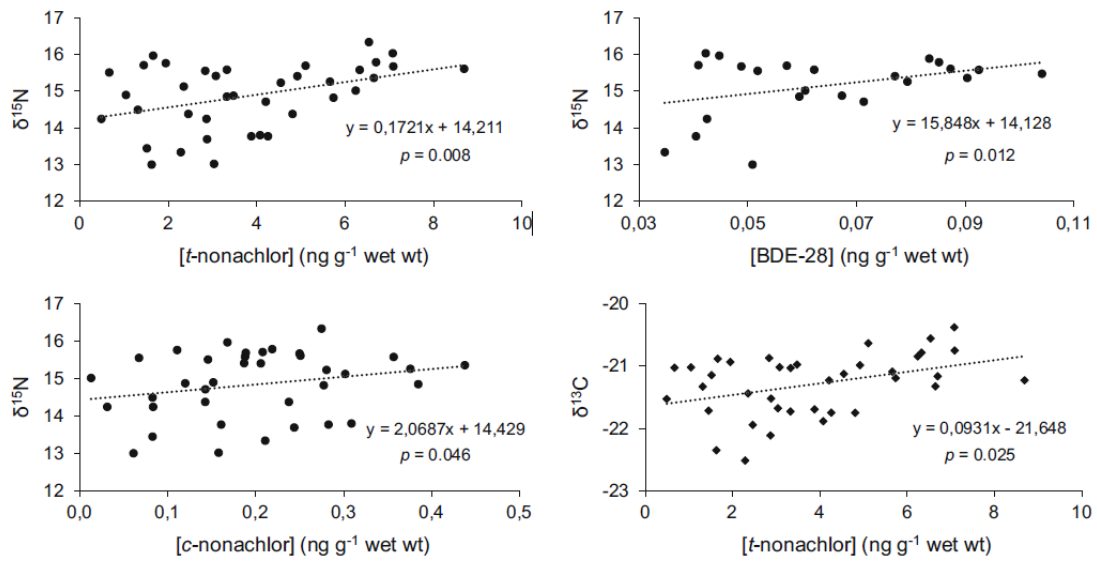 17
16
15
14
13
12
δ¹⁵N
y = 0,1721x + 14,211
p = 0.008
0 2 4 6 8 10
[t-nonachlor] (ng g⁻¹ wet wt)
17
16
15
14
13
12
δ¹⁵N
y = 15,848x + 14,128
p = 0.012
0,03 0,05 0,07 0,09 0,11
[BDE-28] (ng g⁻¹ wet wt)
17
16
15
14
13
12
δ¹⁵N
y = 2,0687x + 14,429
p = 0.046
0,0 0,1 0,2 0,3 0,4 0,5
[c-nonachlor] (ng g⁻¹ wet wt)
-20
-21
-22
-23
δ¹³C
y = 0,0931x - 21,648
p = 0.025
0 2 4 6 8 10
[t-nonachlor] (ng g⁻¹ wet wt)